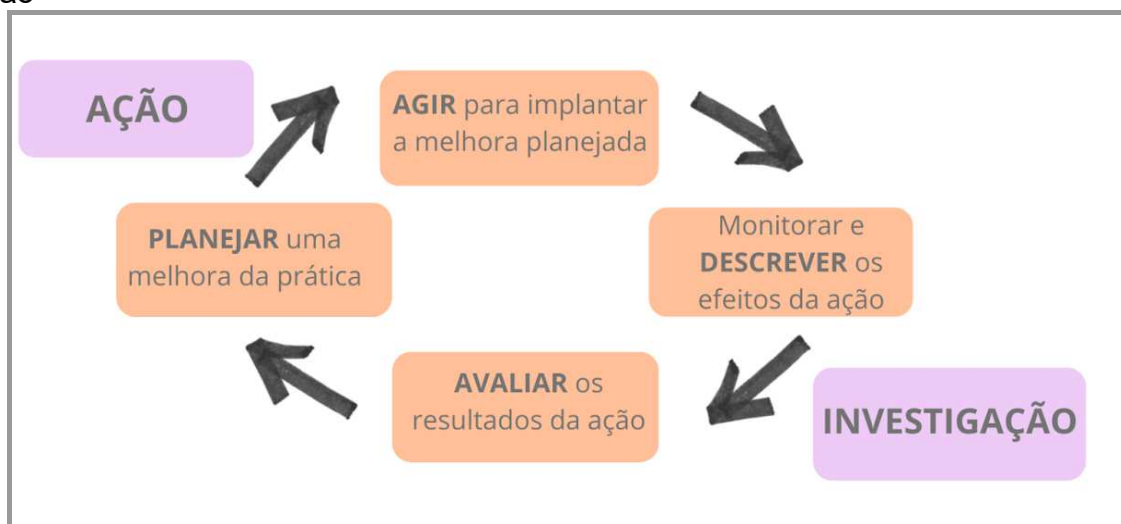 AÇÃO
AGIR para implantar
a melhora planejada
PLANEJAR uma
melhora da prática
Monitorar e
DESCREVER os
efeitos da ação
AVALIAR os
resultados da ação
INVESTIGAÇÃO